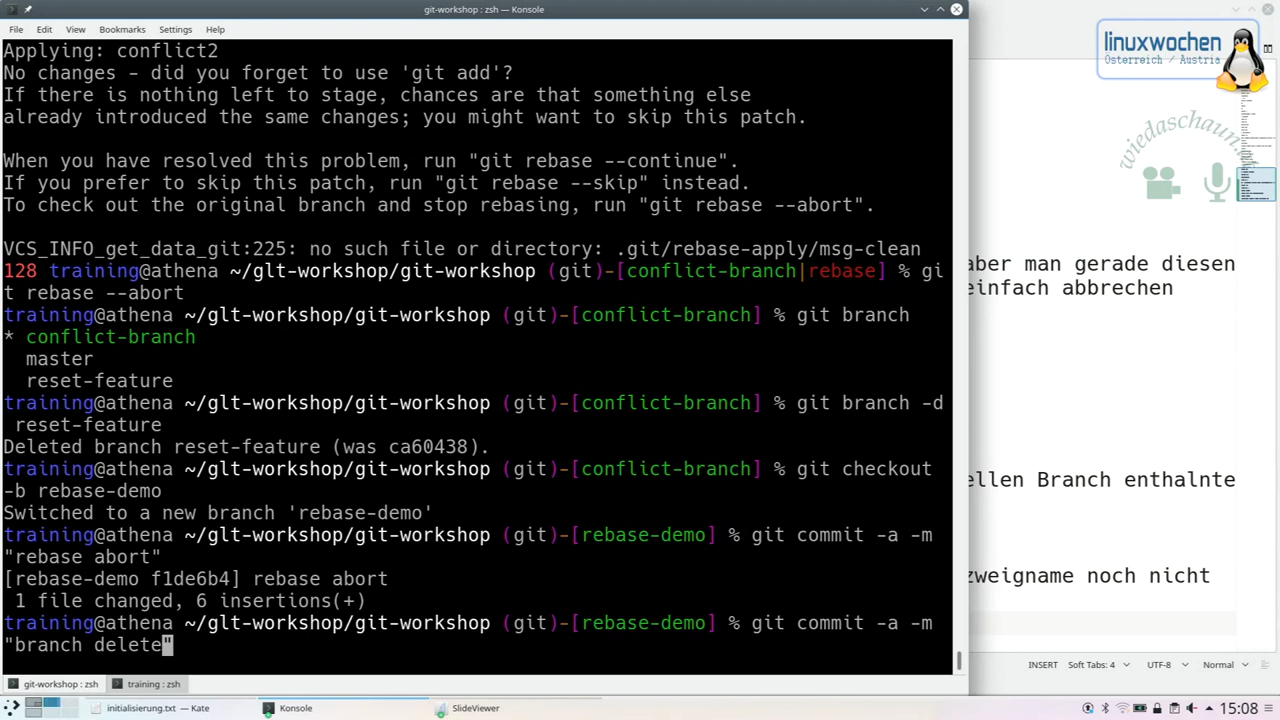 git-workshop : zsh — Konsole
File Edit View Bookmarks Settings Help
Applying: conflict2
No changes - did you forget to use 'git add'?
If there is nothing left to stage, chances are that something else
already introduced the same changes; you might want to skip this patch.
When you have resolved this problem, run "git rebase --continue".
If you prefer to skip this patch, run "git rebase --skip" instead.
To check out the original branch and stop rebasing, run "git rebase --abort".
VCS_INFO_get_data_git:225: no such file or directory: .git/rebase-apply/msg-clean
128 training@athena ~/glt-workshop/git-workshop (git)-[conflict-branch|rebase] % gi
t rebase --abort
training@athena ~/glt-workshop/git-workshop (git)-[conflict-branch] % git branch
* conflict-branch
master
reset-feature
training@athena ~/glt-workshop/git-workshop (git)-[conflict-branch] % git branch -d
reset-feature
Deleted branch reset-feature (was ca60438).
training@athena ~/glt-workshop/git-workshop (git)-[conflict-branch] % git checkout
-b rebase-demo
Switched to a new branch 'rebase-demo'
training@athena ~/glt-workshop/git-workshop (git)-[rebase-demo] % git commit -a -m
"rebase abort"
[rebase-demo f1de6b4] rebase abort
1 file changed, 6 insertions(+)
training@athena ~/glt-workshop/git-workshop (git)-[rebase-demo] % git commit -a -m
"branch delete"
git-workshop : zsh
training : zsh
linuxwochen
Österreich / Austria
wiedaschaun
aber man gerade diesen
einfach abbrechen
ellen Branch enthalnte
zweigname noch nicht
INSERT Soft Tabs: 4 UTF-8 Normal
initialisierung.txt — Kate
Konsole
SlideViewer
15:08